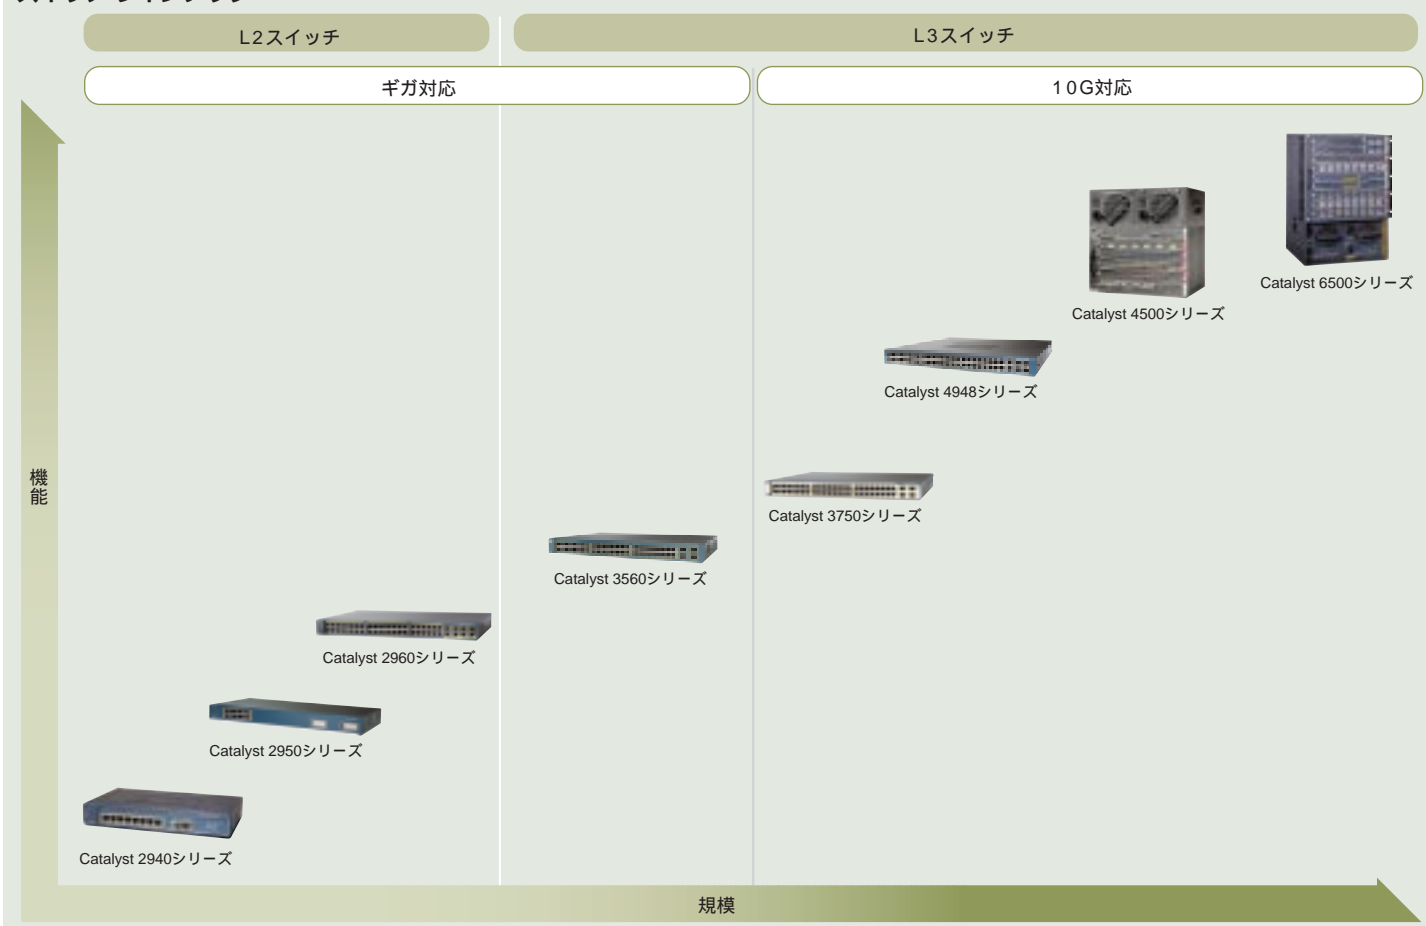 L2スイッチ
L3スイッチ
ギガ対応
10G対応
Catalyst 6500シリーズ
Catalyst 4500シリーズ
Catalyst 4948シリーズ
機能
Catalyst 3750シリーズ
Catalyst 3560シリーズ
Catalyst 2960シリーズ
Catalyst 2950シリーズ
Catalyst 2940シリーズ
規模